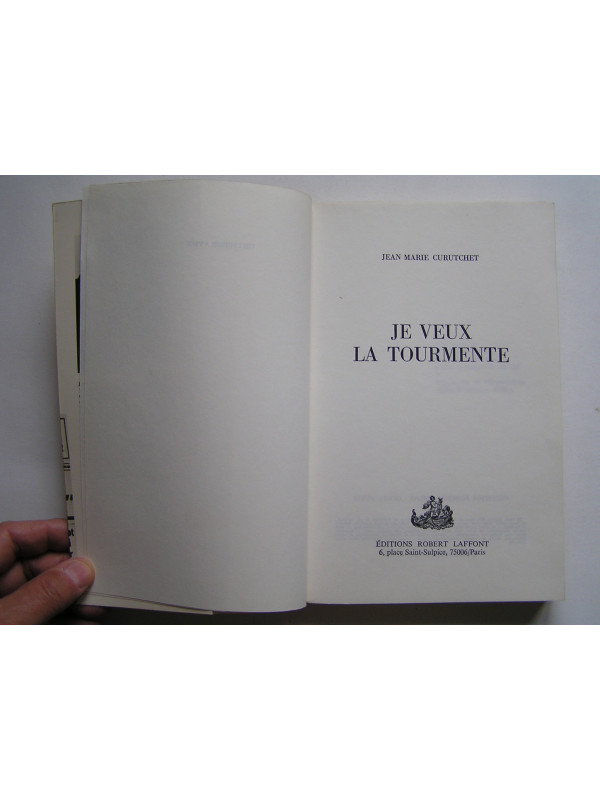 JEAN MARIE CURUTCHET
JE VEUX
LA TOURMENTE
ÉDITIONS ROBERT LAFFONT
6, place Saint-Sulpice, 75006/Paris